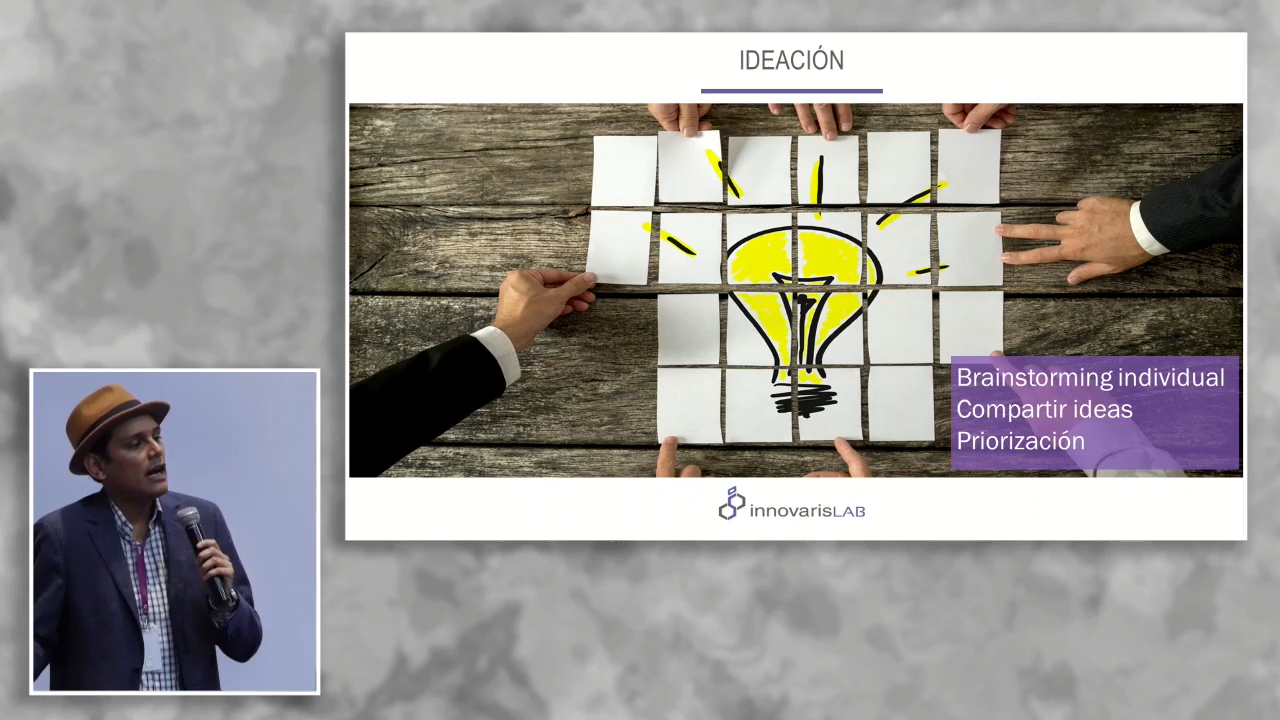 IDEACIÓN
Brainstorming individual
Compartir ideas
Priorización
innovarisLAB